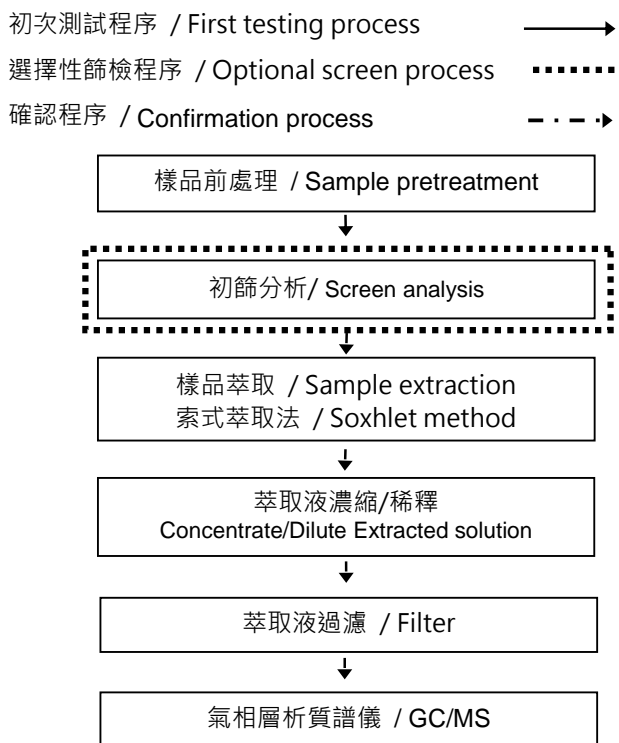 初次測試程序 / First testing process
選擇性篩檢程序 / Optional screen process
確認程序 / Confirmation process
樣品前處理 / Sample pretreatment
初篩分析/ Screen analysis
樣品萃取 / Sample extraction
索式萃取法 / Soxhlet method
萃取液濃縮/稀釋
Concentrate/Dilute Extracted solution
萃取液過濾 / Filter
氣相層析質譜儀 / GC/MS